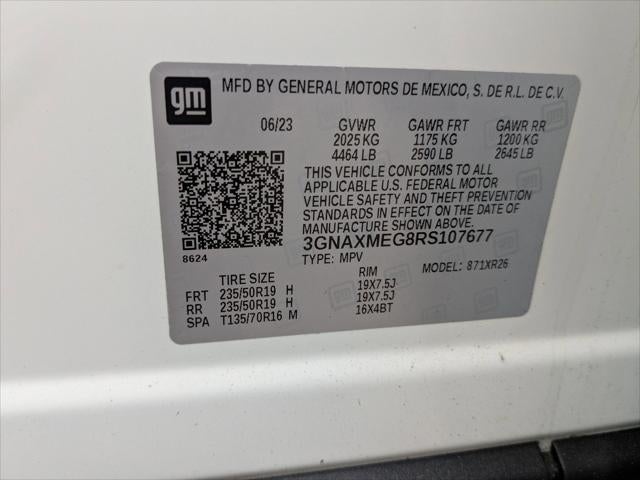 gm
MFD BY GENERAL MOTORS DE MEXICO, S. DE R.L. DE C.V.
06/23 GVWR GAWR FRT GAWR RR
2025 KG 1175 KG 1200 KG
4464 LB 2590 LB 2645 LB
THIS VEHICLE CONFORMS TO ALL
APPLICABLE U.S. FEDERAL MOTOR
VEHICLE SAFETY AND THEFT PREVENTION
STANDARDS IN EFFECT ON THE DATE OF
MANUFACTURE SHOWN ABOVE.
3GNAXMEG8RS107677
8624
TYPE: MPV MODEL: 871XR26
TIRE SIZE RIM
FRT 235/50R19 H 19X7.5J
RR 235/50R19 H 19X7.5J
SPA T135/70R16 M 16X4BT